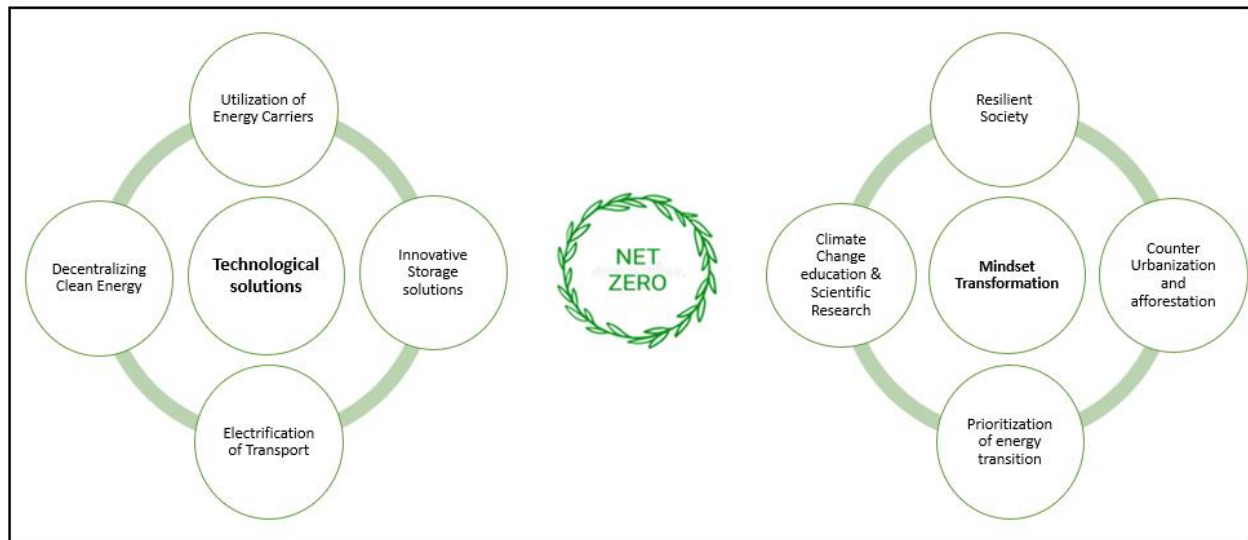 Utilization of
Energy Carriers
Decentralizing
Clean Energy
Technological
solutions
Innovative
Storage
solutions
Electrification
of Transport
NET
ZERO
Resilient
Society
Climate
Change
education &
Scientific
Research
Mindset
Transformation
Counter
Urbanization
and
afforestation
Prioritization
of energy
transition